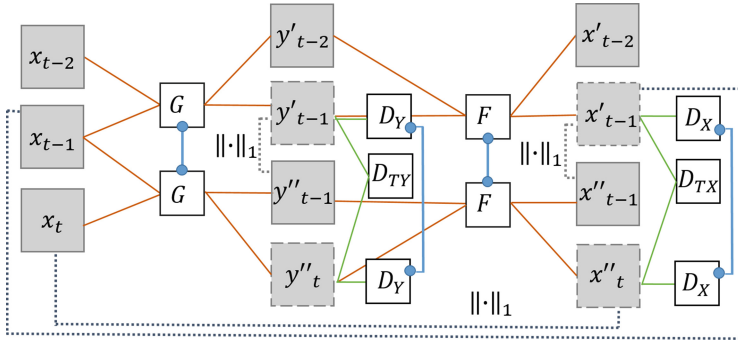 x_{t-2}
x_{t-1}
x_t
G
G
y'_{t-2}
y'_{t-1}
‖·‖_1
y''_{t-1}
y''_t
D_Y
D_{TY}
D_Y
F
F
x'_{t-2}
x'_{t-1}
‖·‖_1
x''_{t-1}
x''_t
D_X
D_{TX}
D_X
‖·‖_1